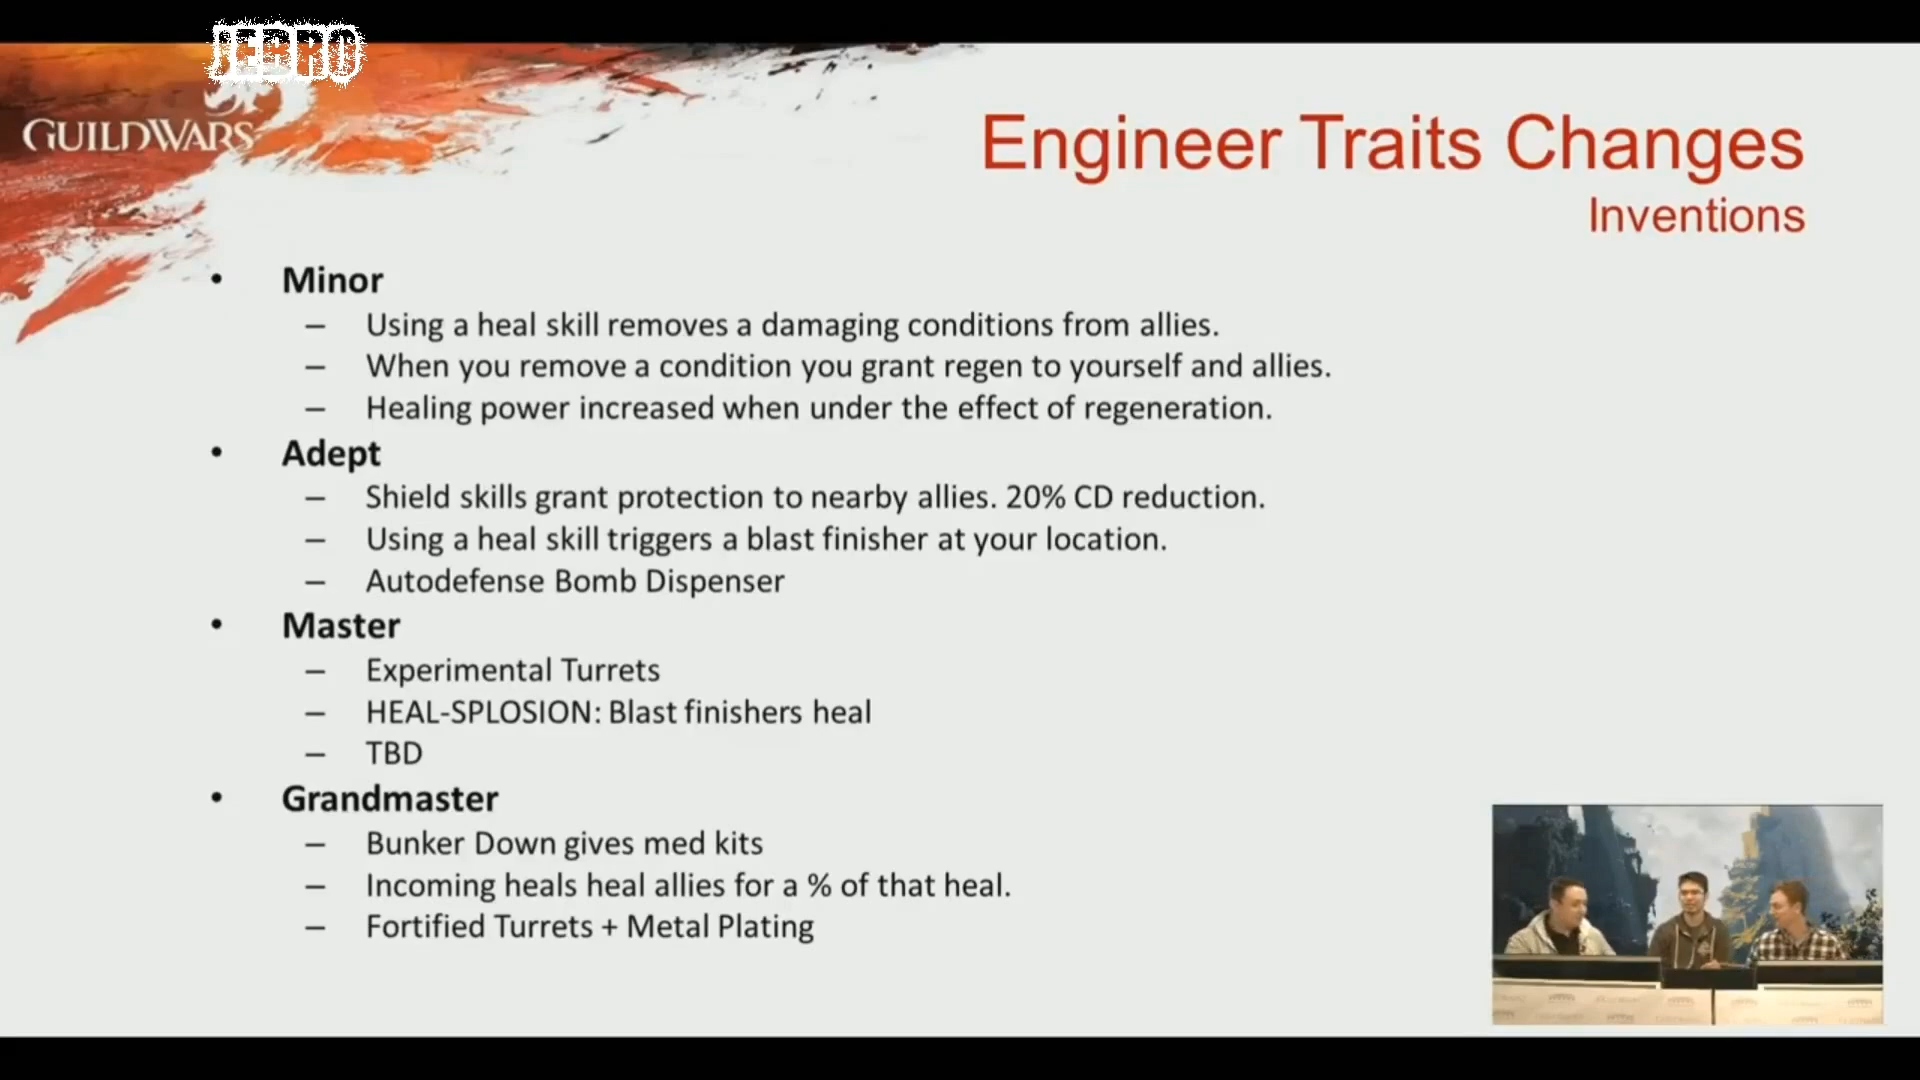 JEBRO
GUILDWARS
Engineer Traits Changes
Inventions
• Minor
– Using a heal skill removes a damaging conditions from allies.
– When you remove a condition you grant regen to yourself and allies.
– Healing power increased when under the effect of regeneration.
• Adept
– Shield skills grant protection to nearby allies. 20% CD reduction.
– Using a heal skill triggers a blast finisher at your location.
– Autodefense Bomb Dispenser
• Master
– Experimental Turrets
– HEAL-SPLOSION: Blast finishers heal
– TBD
• Grandmaster
– Bunker Down gives med kits
– Incoming heals heal allies for a % of that heal.
– Fortified Turrets + Metal Plating